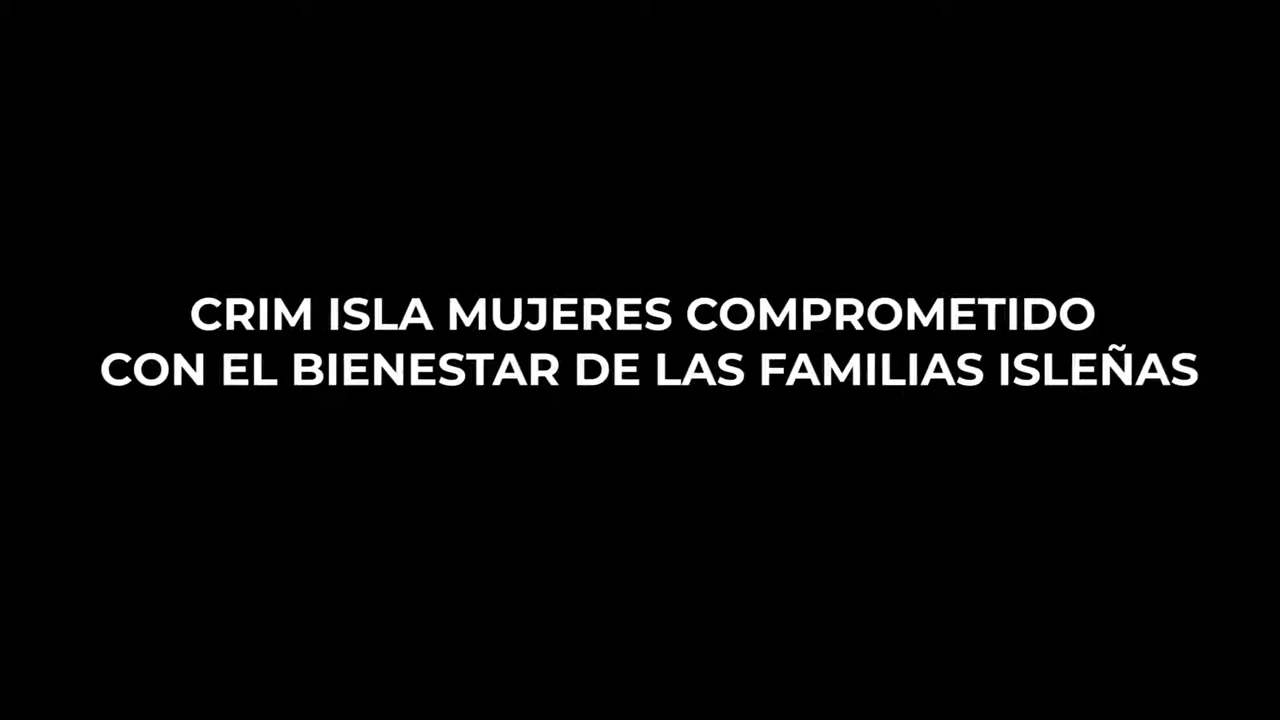 CRIM ISLA MUJERES COMPROMETIDO
CON EL BIENESTAR DE LAS FAMILIAS ISLEÑAS